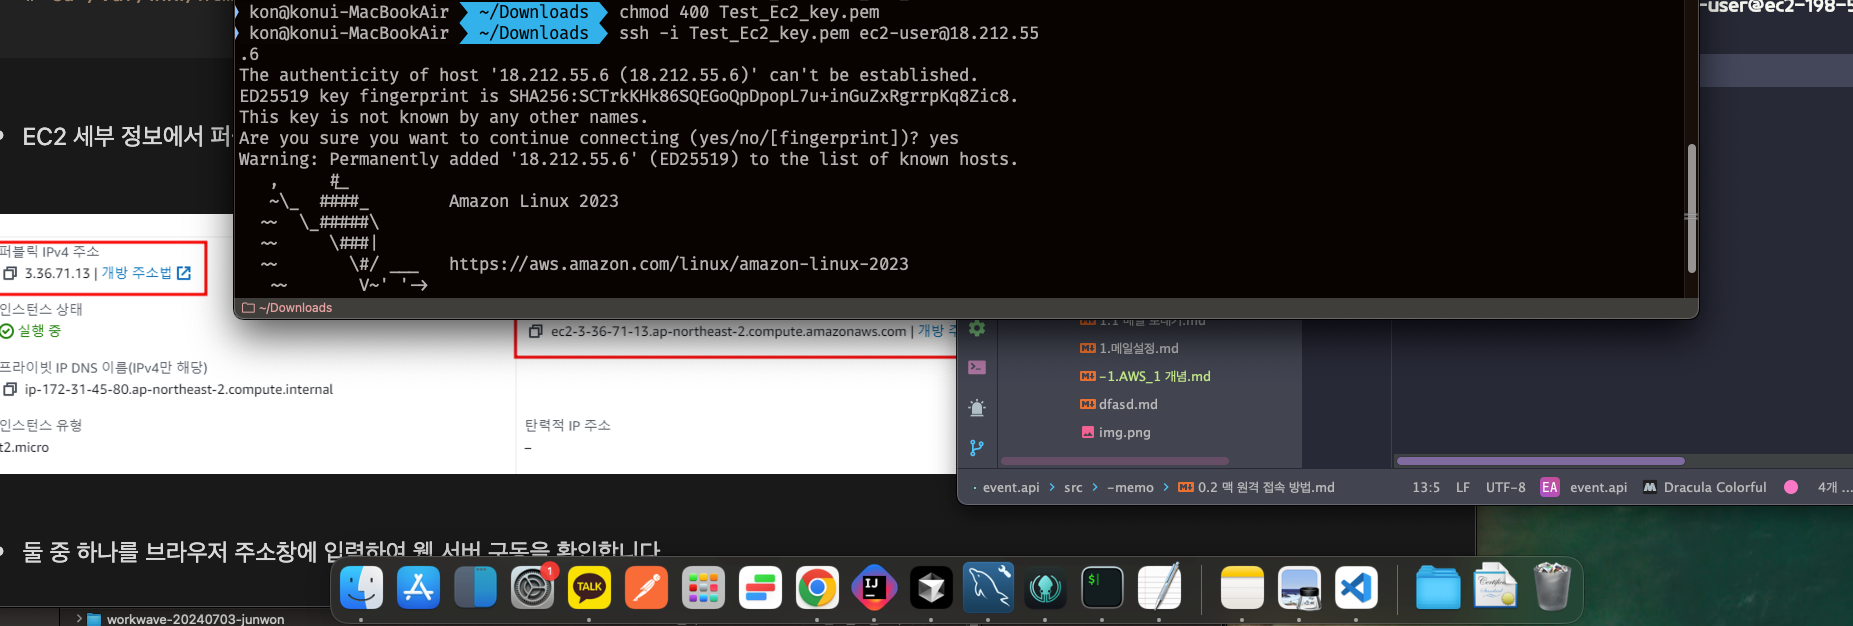 kon@konui-MacBookAir ~/Downloads chmod 400 Test_Ec2_key.pem
kon@konui-MacBookAir ~/Downloads ssh -i Test_Ec2_key.pem ec2-user@18.212.55
.6
The authenticity of host '18.212.55.6 (18.212.55.6)' can't be established.
ED25519 key fingerprint is SHA256:SCTrkKHk86SQEGoQpDpopL7u+inGuZxRgrrpKq8Zic8.
This key is not known by any other names.
Are you sure you want to continue connecting (yes/no/[fingerprint])? yes
Warning: Permanently added '18.212.55.6' (ED25519) to the list of known hosts.
   ,     #_
   ~\_  ####_        Amazon Linux 2023
  ~~  \_#####\
  ~~     \###|
  ~~       \#/ ___   https://aws.amazon.com/linux/amazon-linux-2023
   ~~       V~' '->
~/Downloads
-user@ec2-198-5
EC2 세부 정보에서 퍼
퍼블릭 IPv4 주소
3.36.71.13 | 개방 주소법
인스턴스 상태
실행 중
ec2-3-36-71-13.ap-northeast-2.compute.amazonaws.com | 개방 주
프라이빗 IP DNS 이름(IPv4만 해당)
ip-172-31-45-80.ap-northeast-2.compute.internal
인스턴스 유형
t2.micro
탄력적 IP 주소
–
1.1 메일 보내기.md
1.메일설정.md
-1.AWS_1 개념.md
dfasd.md
img.png
event.api > src > -memo > 0.2 맥 원격 접속 방법.md
13:5 LF UTF-8 EA event.api Dracula Colorful 4개 ...
둘 중 하나를 브라우저 주소창에 입력하여 웹 서버 구동을 확인합니다
1
TALK
IJ
$
workwave-20240703-junwon